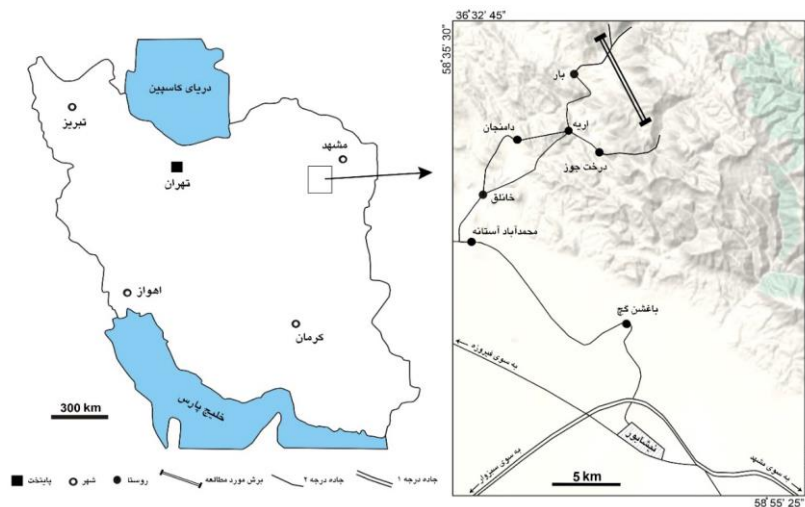 دریای کاسپین
تبریز
مشهد
تهران
اهواز
کرمان
خلیج پارس
300 km
36°32'45"
58°35'30"
بار
اریه
دامنجان
درخت جوز
خانلق
محمدآباد آستانه
باغشن گچ
به سوی فیروزه
نیشابور
به سوی سبزوار
به سوی مشهد
5 km
58°55'25"
پایتخت
شهر
روستا
برش مورد مطالعه
جاده درجه ۲
جاده درجه ۱